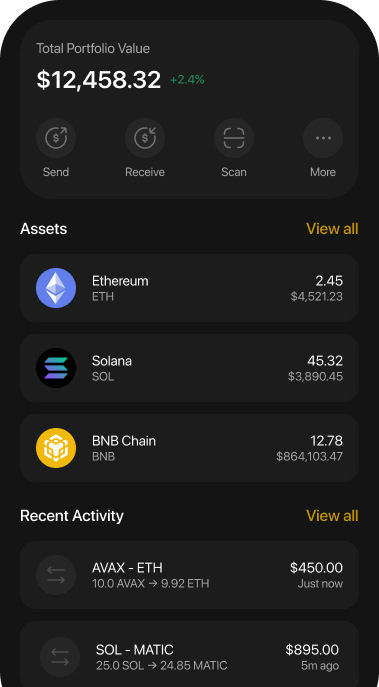 Total Portfolio Value
$12,458.32 +2.4%
Send Receive Scan More
Assets View all
Ethereum 2.45
ETH $4,521.23
Solana 45.32
SOL $3,890.45
BNB Chain 12.78
BNB $864,103.47
Recent Activity View all
AVAX - ETH $450.00
10.0 AVAX → 9.92 ETH Just now
SOL - MATIC $895.00
25.0 SOL → 24.85 MATIC 5m ago